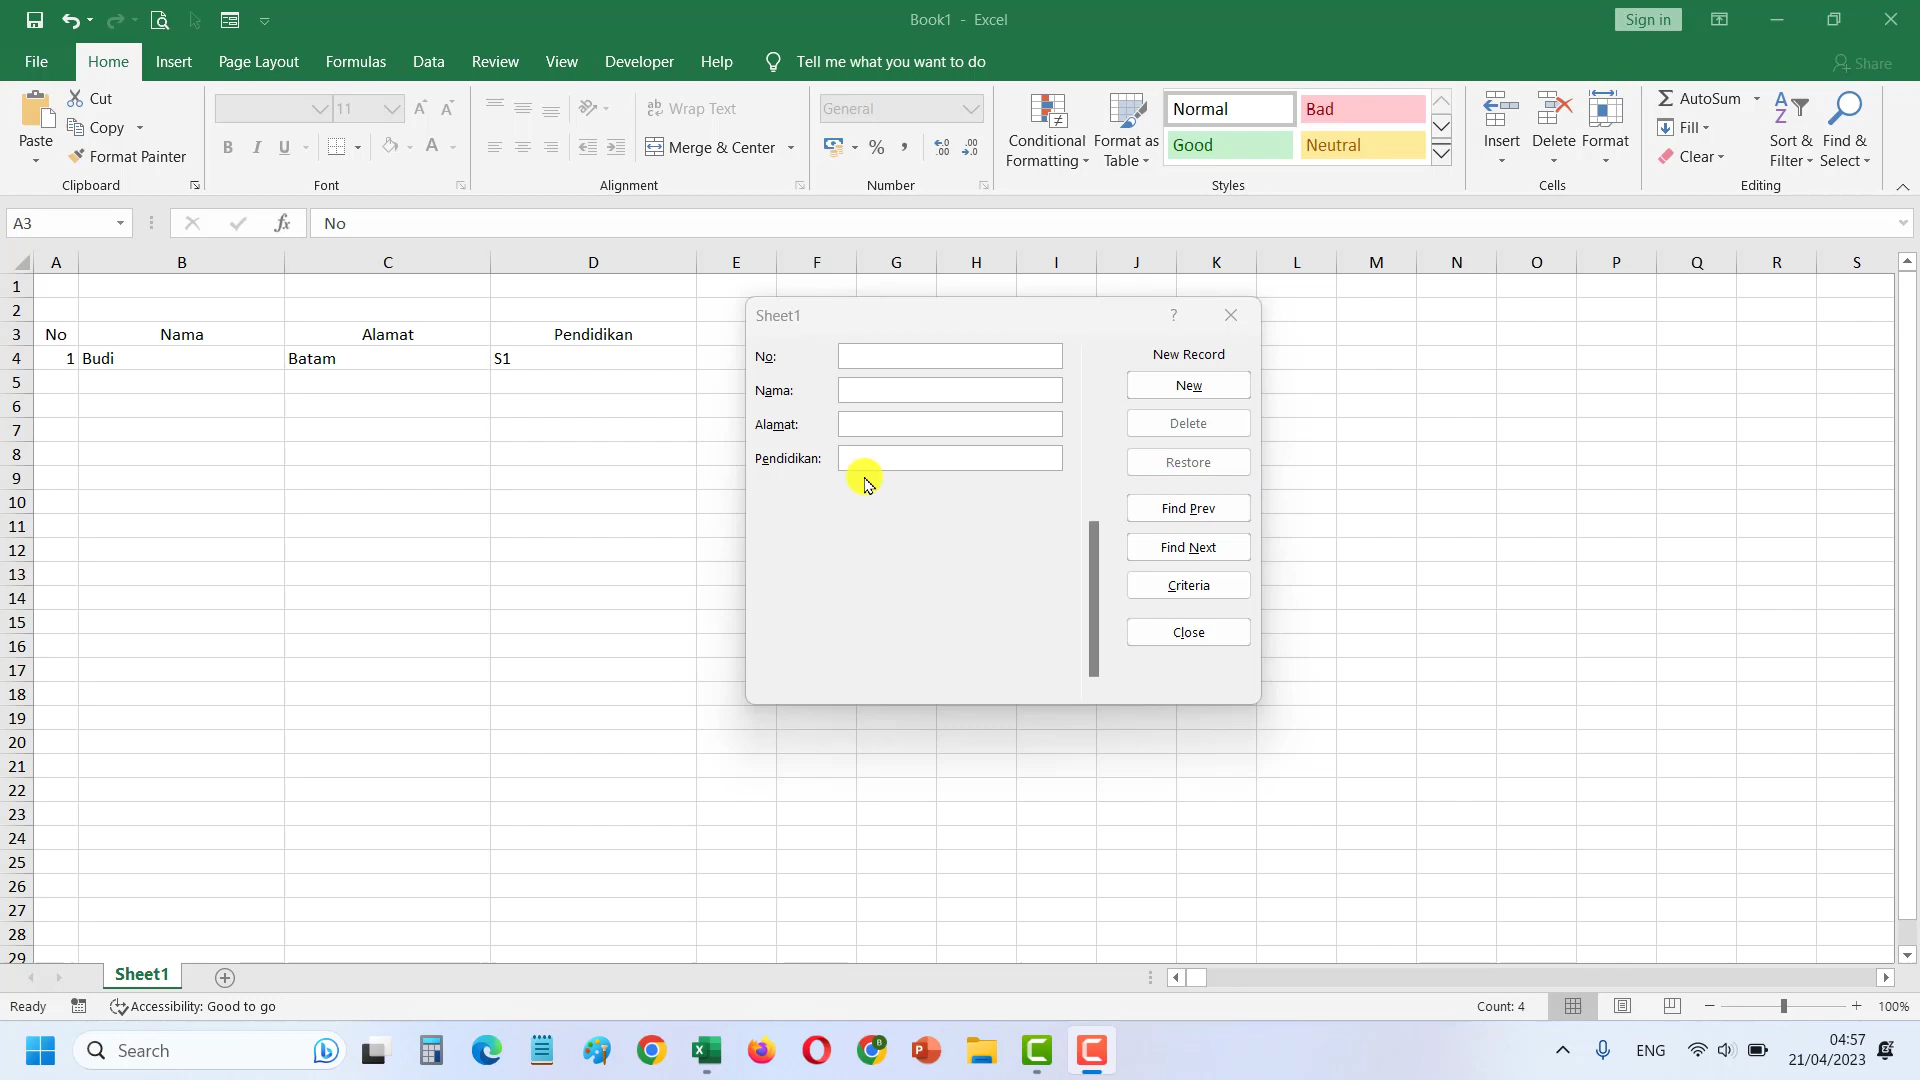 Book1 - Excel
Sign in
File Home Insert Page Layout Formulas Data Review View Developer Help Tell me what you want to do
Share
Paste
Cut
Copy
Format Painter
Clipboard
11
B I U
A
Font
Wrap Text
Merge & Center
Alignment
General
%
Number
Conditional Formatting
Format as Table
Normal Bad
Good Neutral
Styles
Insert Delete Format
Cells
AutoSum
Fill
Clear
Sort & Filter
Find & Select
Editing
A3 fx No
A B C D E F G H I J K L M N O P Q R S
1
2
3 No Nama Alamat Pendidikan
4 1 Budi Batam S1
5
6
7
8
9
10
11
12
13
14
15
16
17
18
19
20
21
22
23
24
25
26
27
28
29
Sheet1 ?
No:
Nama:
Alamat:
Pendidikan:
New Record
New
Delete
Restore
Find Prev
Find Next
Criteria
Close
Sheet1
Ready Accessibility: Good to go Count: 4 100%
Search
ENG
04:57
21/04/2023